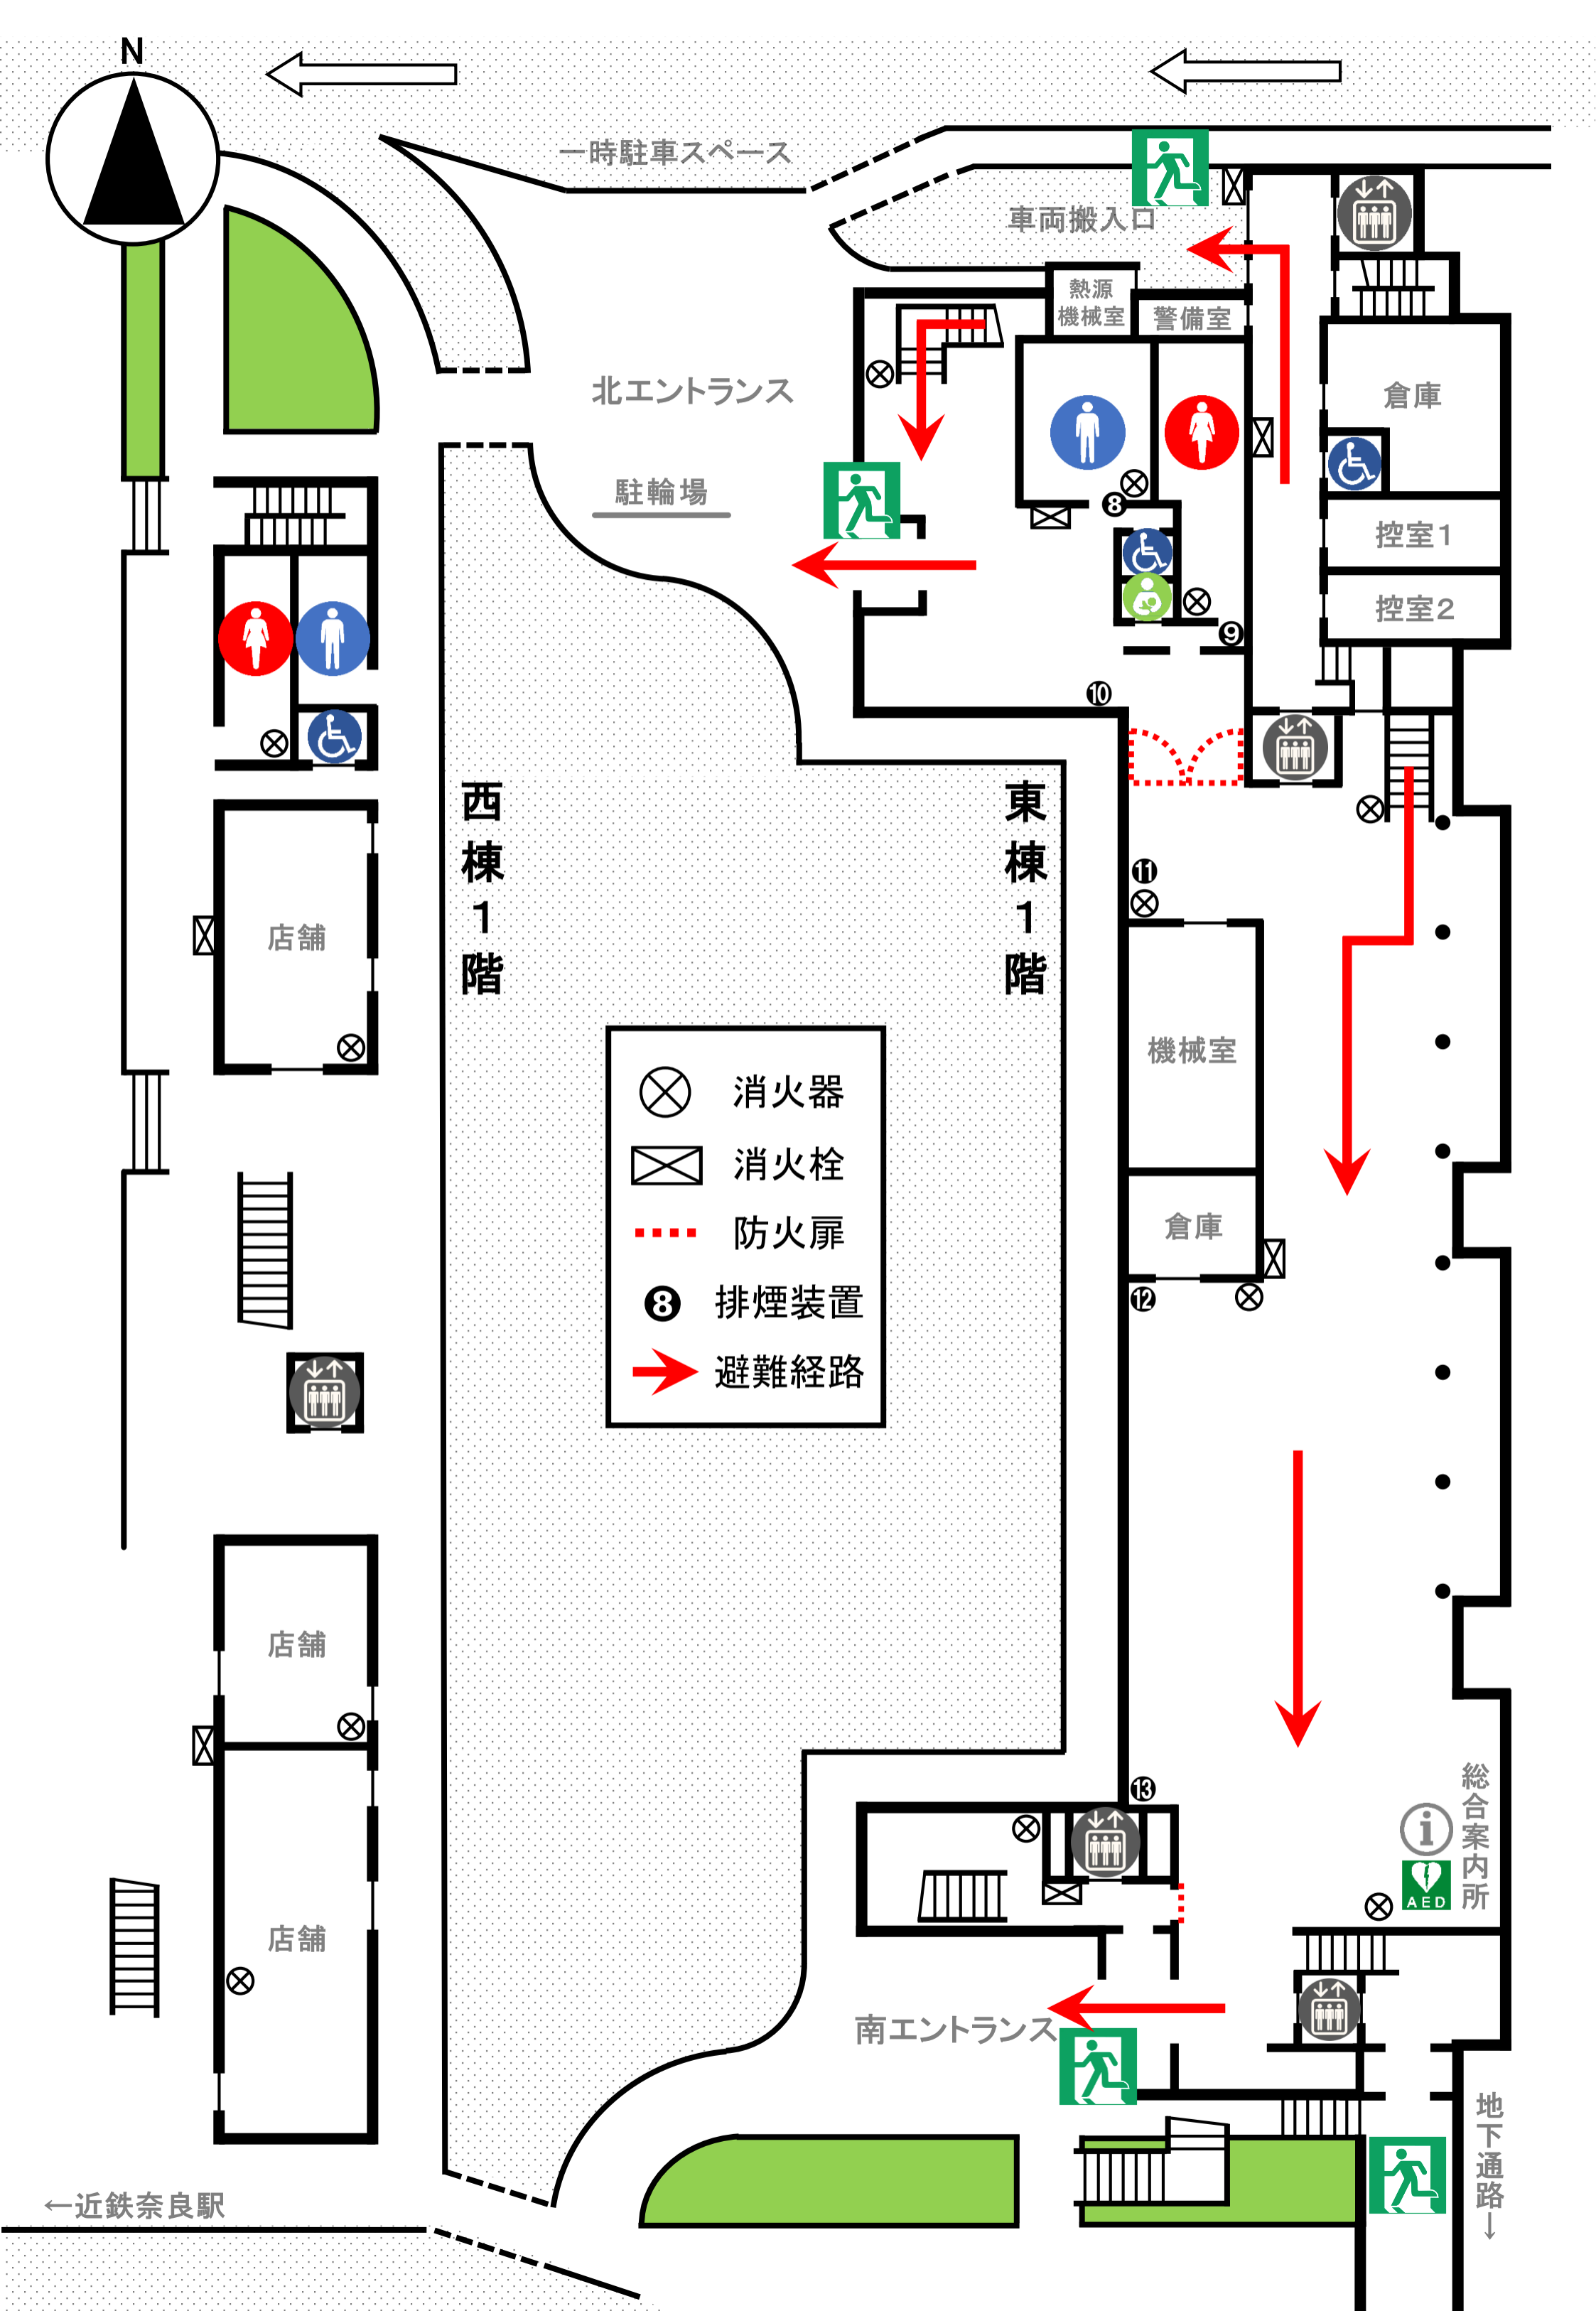 N
一時駐車スペース
車両搬入口
熱源
機械室
警備室
北エントランス
倉庫
駐輪場
8
控室1
控室2
9
10
西棟1階
東棟1階
11
店舗
機械室
消火器
消火栓
防火扉
8 排煙装置
避難経路
倉庫
12
店舗
13
総合案内所
i
AED
店舗
南エントランス
地下通路→
←近鉄奈良駅